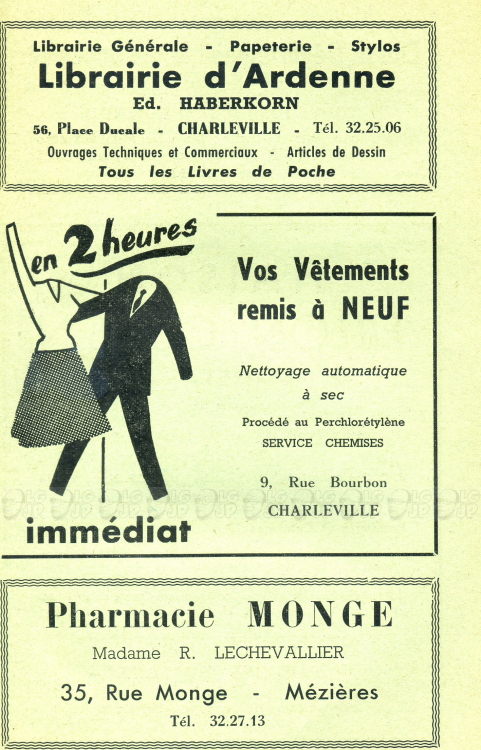 Librairie Générale - Papeterie - Stylos
Librairie d'Ardenne
Ed. HABERKORN
56, Place Ducale - CHARLEVILLE - Tél. 32.25.06
Ouvrages Techniques et Commerciaux - Articles de Dessin
Tous les Livres de Poche
en 2 heures
Vos Vêtements
remis à NEUF
Nettoyage automatique
à sec
Procédé au Perchlorétylène
SERVICE CHEMISES
9, Rue Bourbon
CHARLEVILLE
immédiat
Pharmacie MONGE
Madame R. LECHEVALLIER
35, Rue Monge - Mézières
Tél. 32.27.13